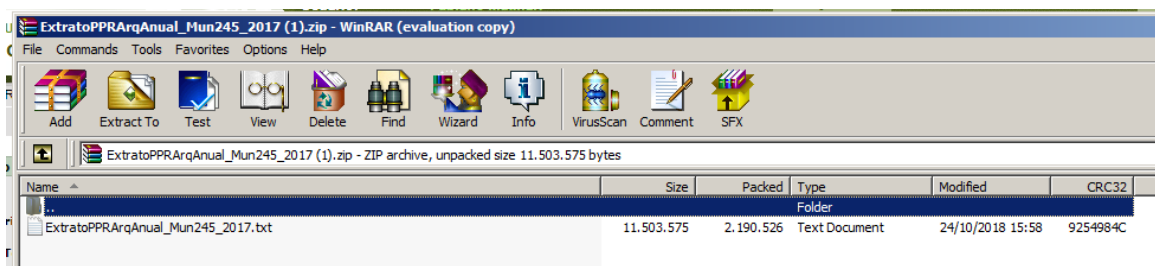 ExtratoPPRArqAnual_Mun245_2017 (1).zip - WinRAR (evaluation copy)
File Commands Tools Favorites Options Help
Add Extract To Test View Delete Find Wizard Info VirusScan Comment SFX
ExtratoPPRArqAnual_Mun245_2017 (1).zip - ZIP archive, unpacked size 11.503.575 bytes
Name Size Packed Type Modified CRC32
.. Folder
ExtratoPPRArqAnual_Mun245_2017.txt 11.503.575 2.190.526 Text Document 24/10/2018 15:58 9254984C